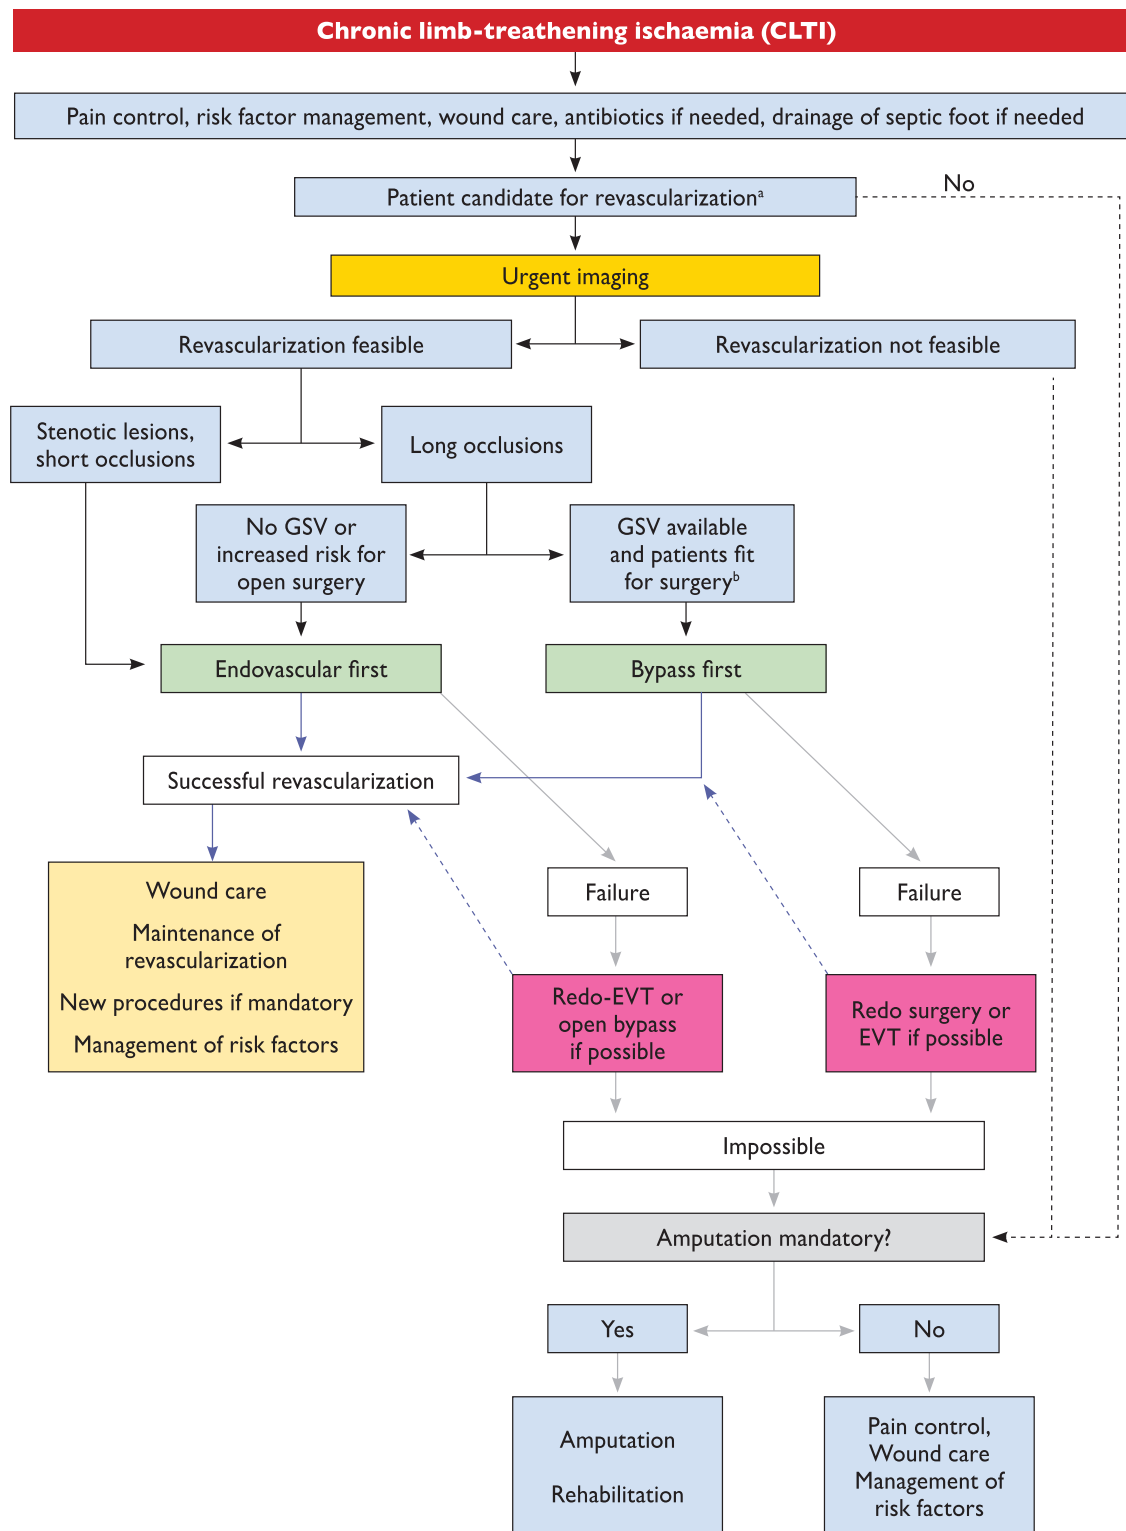 Chronic limb-treathening ischaemia (CLTI)
Pain control, risk factor management, wound care, antibiotics if needed, drainage of septic foot if needed
Patient candidate for revascularizationᵃ
No
Urgent imaging
Revascularization feasible
Revascularization not feasible
Stenotic lesions,
short occlusions
Long occlusions
No GSV or
increased risk for
open surgery
GSV available
and patients fit
for surgeryᵇ
Endovascular first
Bypass first
Successful revascularization
Wound care
Maintenance of
revascularization
New procedures if mandatory
Management of risk factors
Failure
Failure
Redo-EVT or
open bypass
if possible
Redo surgery or
EVT if possible
Impossible
Amputation mandatory?
Yes
No
Amputation
Rehabilitation
Pain control,
Wound care
Management of
risk factors